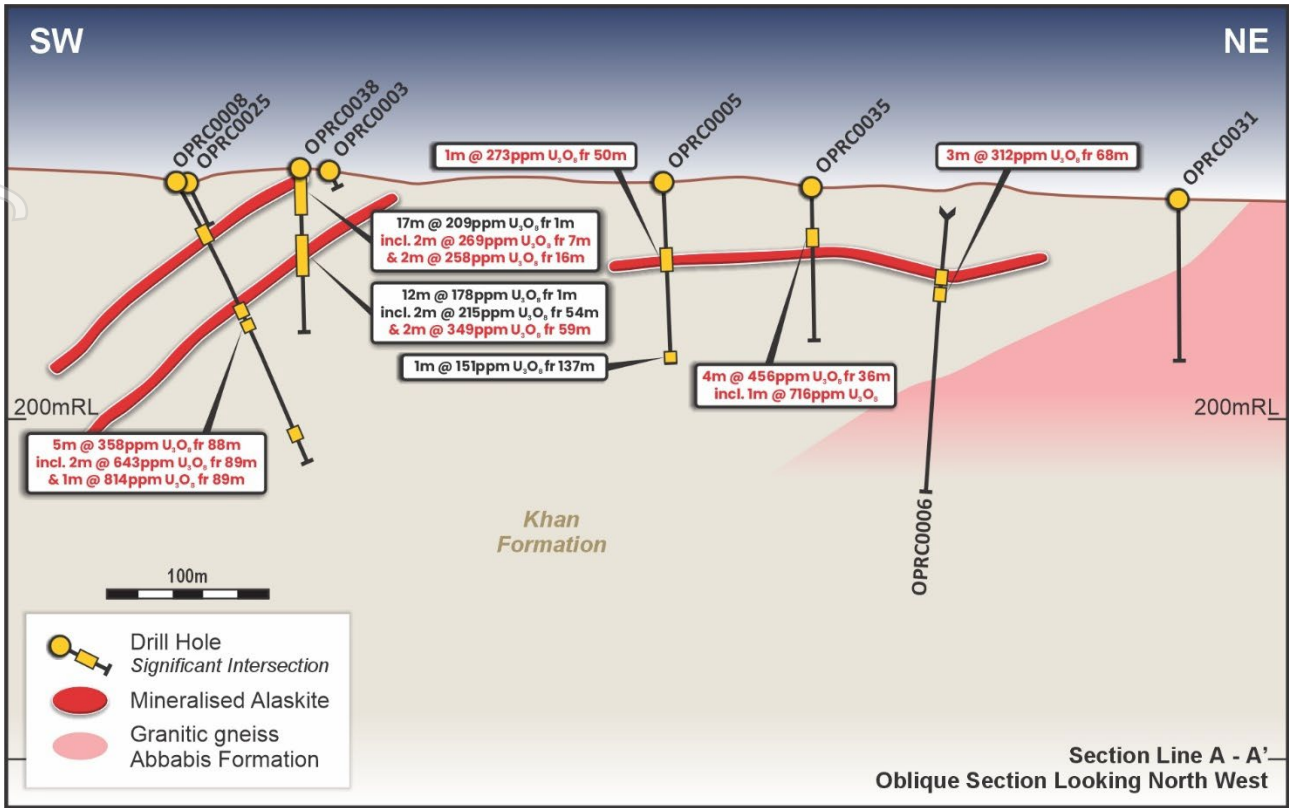 SW
NE
OPRC0008
OPRC0025
OPRC0038
OPRC0003
OPRC0005
OPRC0035
OPRC0031
1m @ 273ppm U₃O₈ fr 50m
3m @ 312ppm U₃O₈ fr 68m
17m @ 209ppm U₃O₈ fr 1m
incl. 2m @ 269ppm U₃O₈ fr 7m
& 2m @ 258ppm U₃O₈ fr 16m
12m @ 178ppm U₃O₈ fr 1m
incl. 2m @ 215ppm U₃O₈ fr 54m
& 2m @ 349ppm U₃O₈ fr 59m
1m @ 151ppm U₃O₈ fr 137m
4m @ 456ppm U₃O₈ fr 36m
incl. 1m @ 716ppm U₃O₈
200mRL
200mRL
5m @ 358ppm U₃O₈ fr 88m
incl. 2m @ 643ppm U₃O₈ fr 89m
& 1m @ 814ppm U₃O₈ fr 89m
OPRC0006
Khan
Formation
100m
Drill Hole
Significant Intersection
Mineralised Alaskite
Granitic gneiss
Abbabis Formation
Section Line A - A'
Oblique Section Looking North West